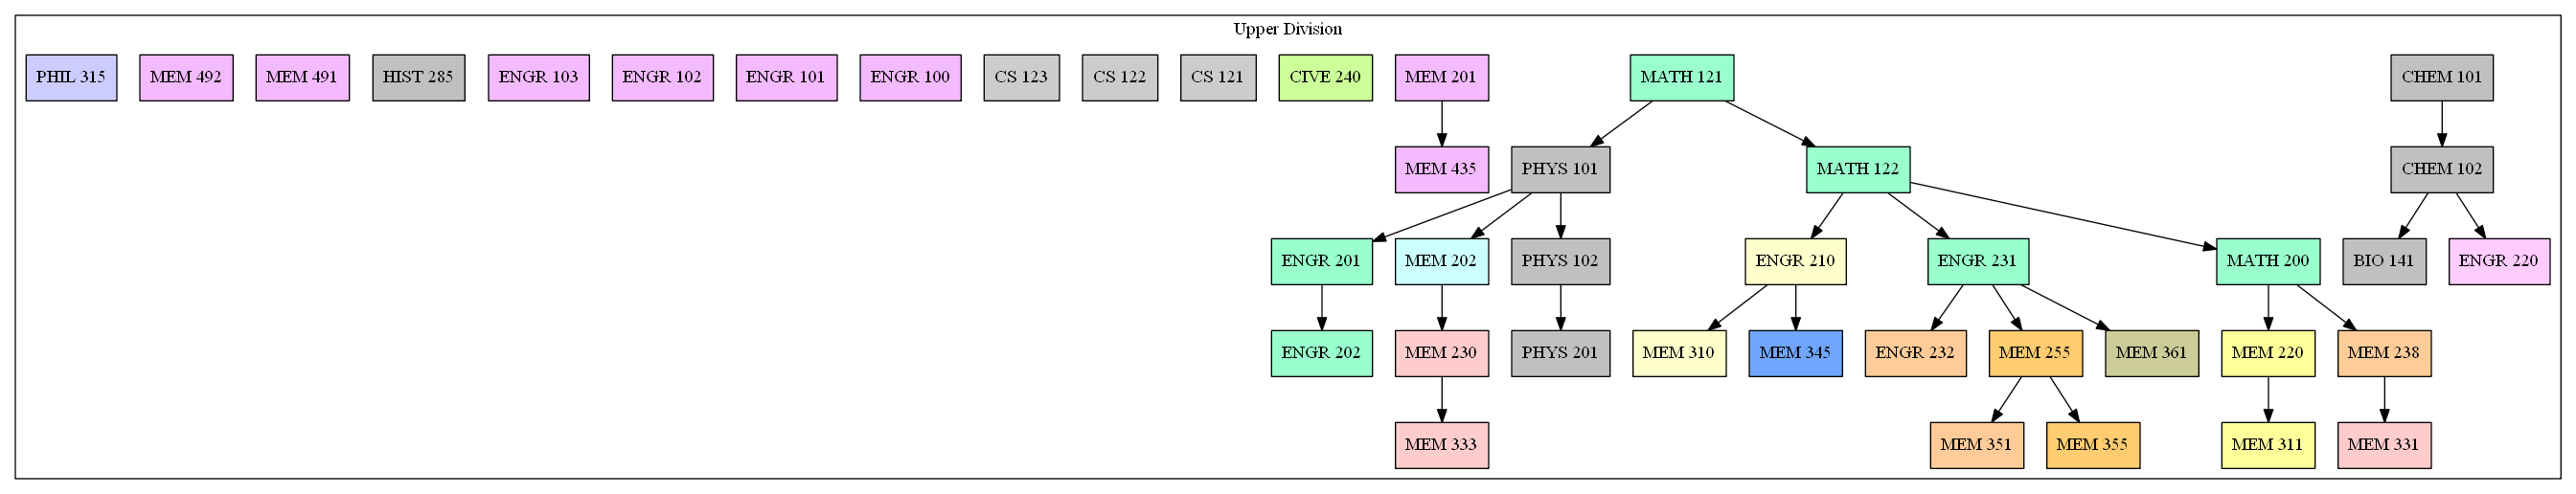 Upper Division
PHIL 315
MEM 492
MEM 491
HIST 285
ENGR 103
ENGR 102
ENGR 101
ENGR 100
CS 123
CS 122
CS 121
CIVE 240
MEM 201
MATH 121
CHEM 101
MEM 435
PHYS 101
MATH 122
CHEM 102
ENGR 201
MEM 202
PHYS 102
ENGR 210
ENGR 231
MATH 200
BIO 141
ENGR 220
ENGR 202
MEM 230
PHYS 201
MEM 310
MEM 345
ENGR 232
MEM 255
MEM 361
MEM 220
MEM 238
MEM 333
MEM 351
MEM 355
MEM 311
MEM 331